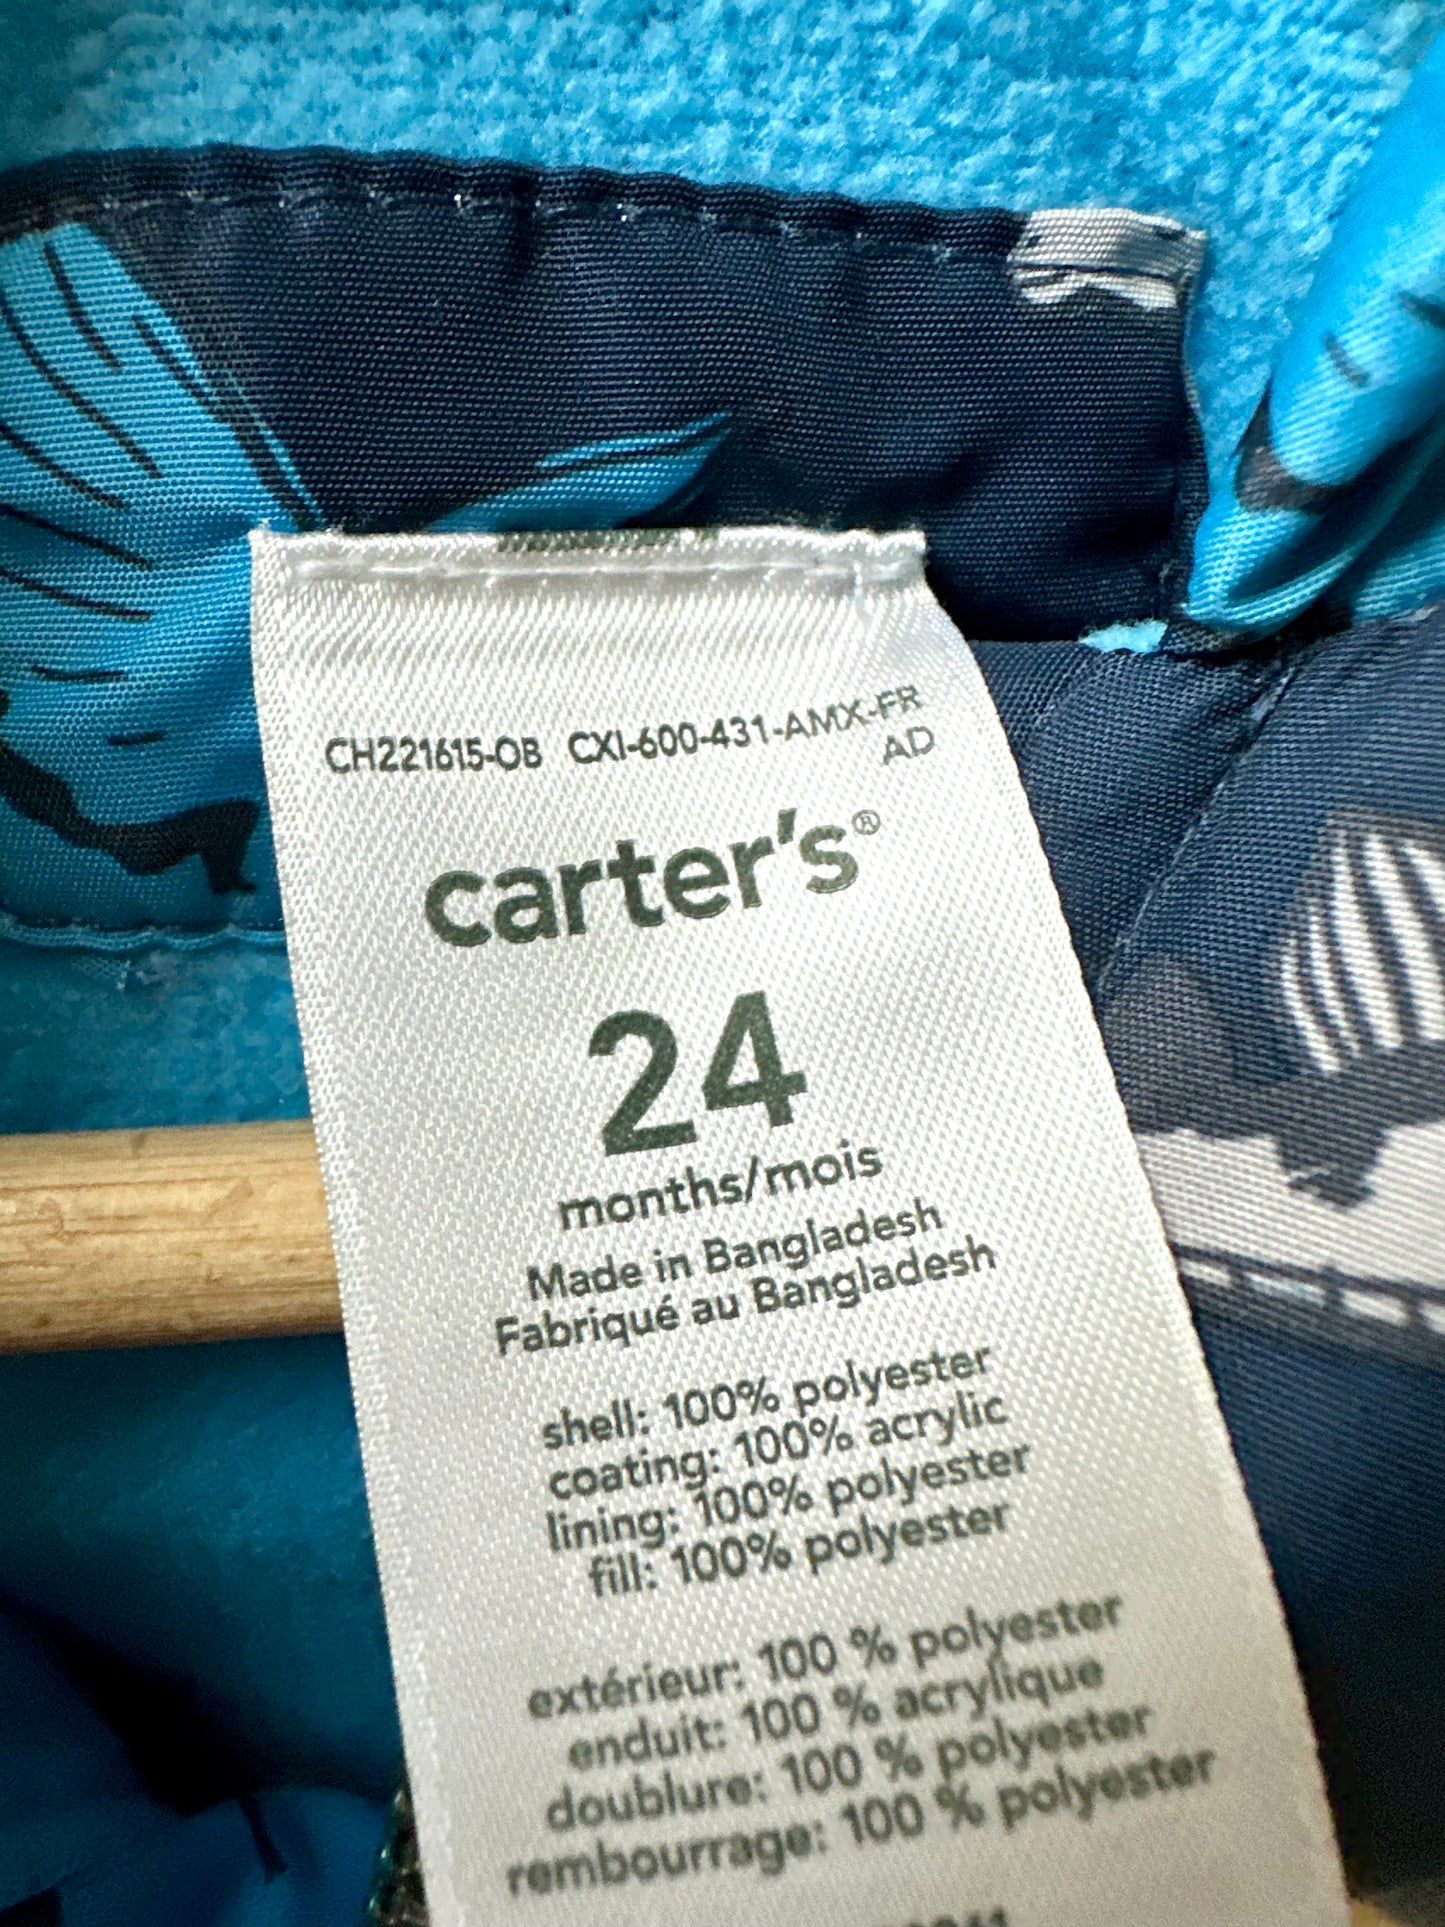 CH221615-OB CXI-600-431-AMX-FR
AD
carter's®
24
months/mois
Made in Bangladesh
Fabriqué au Bangladesh
shell: 100% polyester
coating: 100% acrylic
lining: 100% polyester
fill: 100% polyester
extérieur: 100 % polyester
enduit: 100 % acrylique
doublure: 100 % polyester
rembourrage: 100 % polyester